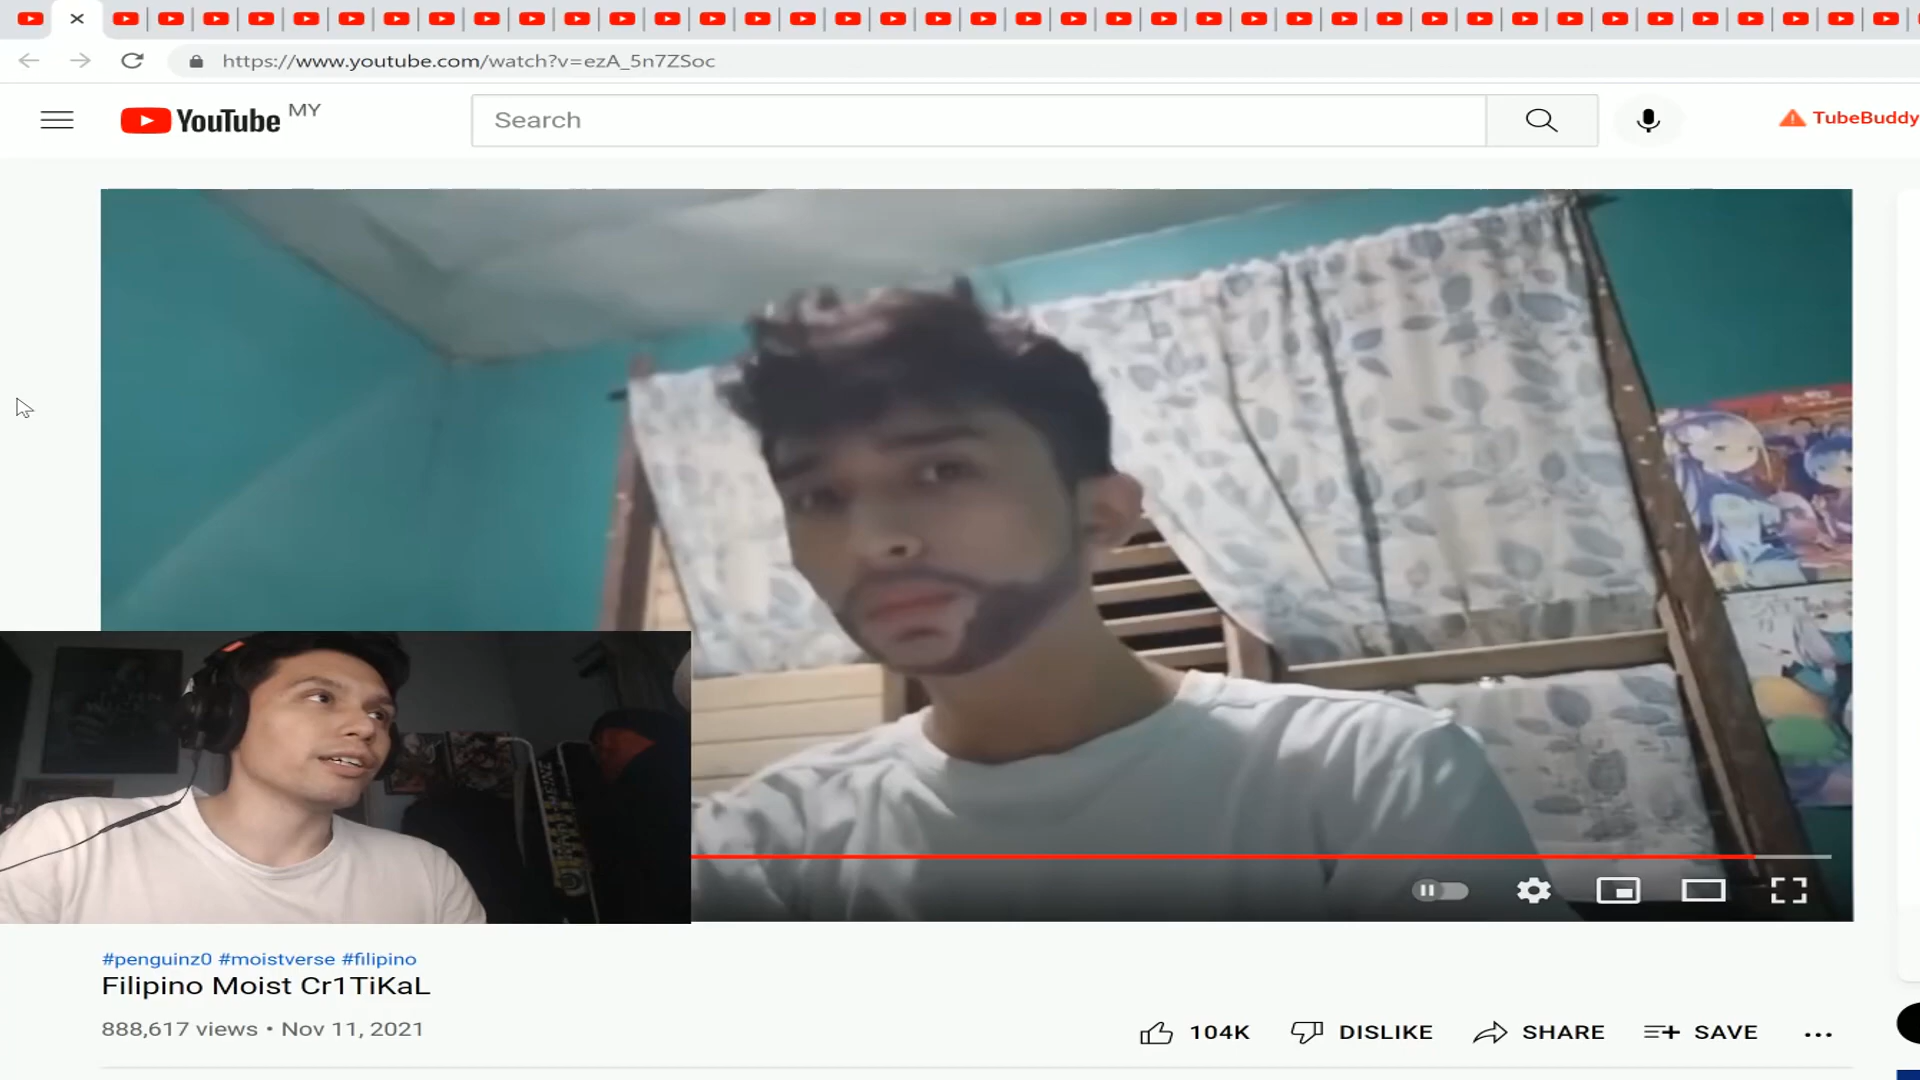 https://www.youtube.com/watch?v=ezA_5n7ZSoc
YouTube MY
Search
TubeBuddy
#penguinz0 #moistverse #filipino
Filipino Moist Cr1TiKaL
888,617 views • Nov 11, 2021
104K DISLIKE SHARE SAVE